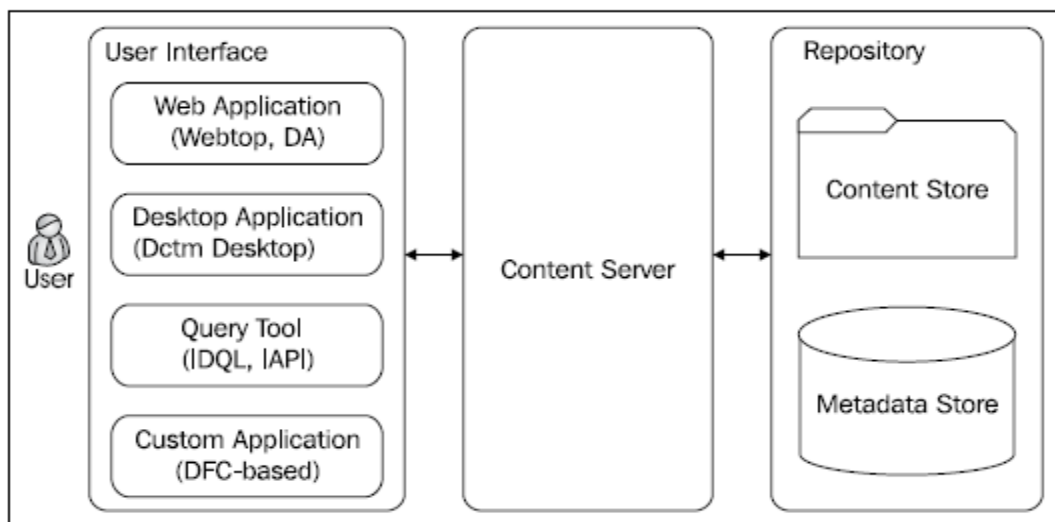 User Interface
Web Application
(Webtop, DA)
Desktop Application
(Dctm Desktop)
Query Tool
(IDQL, IAPI)
Custom Application
(DFC-based)
User
Content Server
Repository
Content Store
Metadata Store